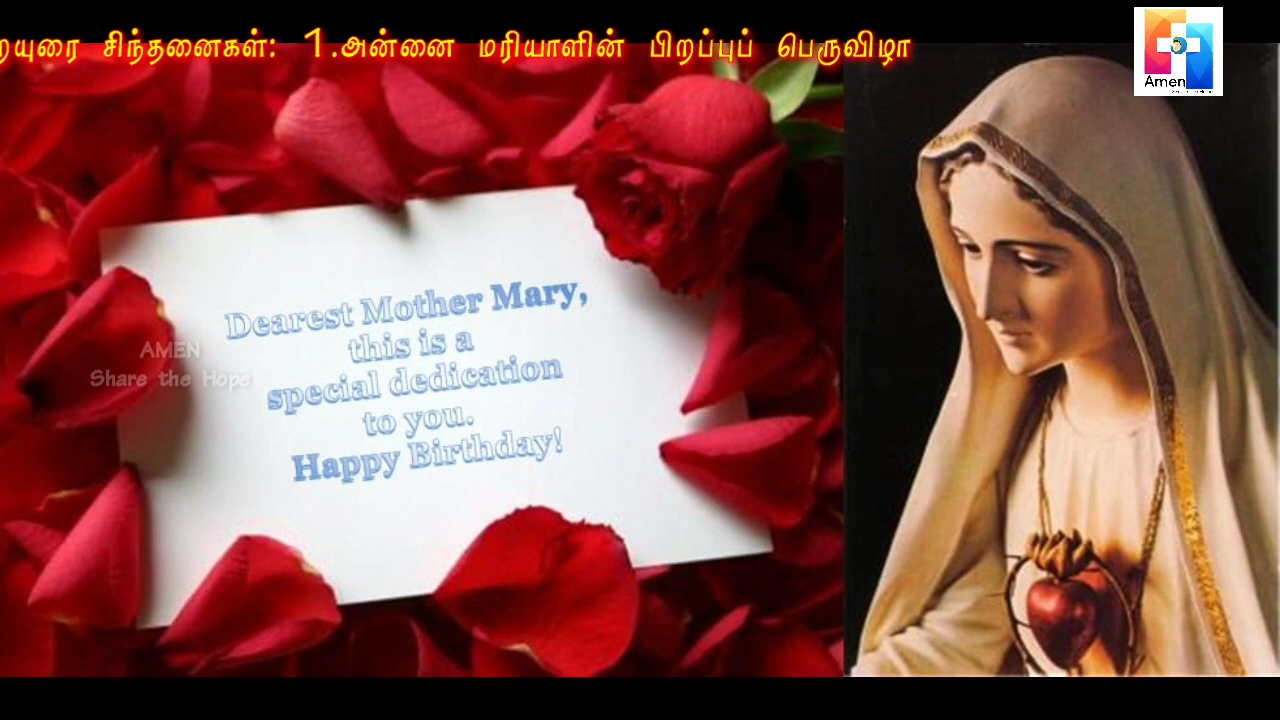 சிந்தனைகள்: 1.அன்னை மரியாளின் பிறப்புப் பெருவிழா
Amen
Dearest Mother Mary,
this is a
special dedication
to you.
Happy Birthday!
AMEN
Share the Hope